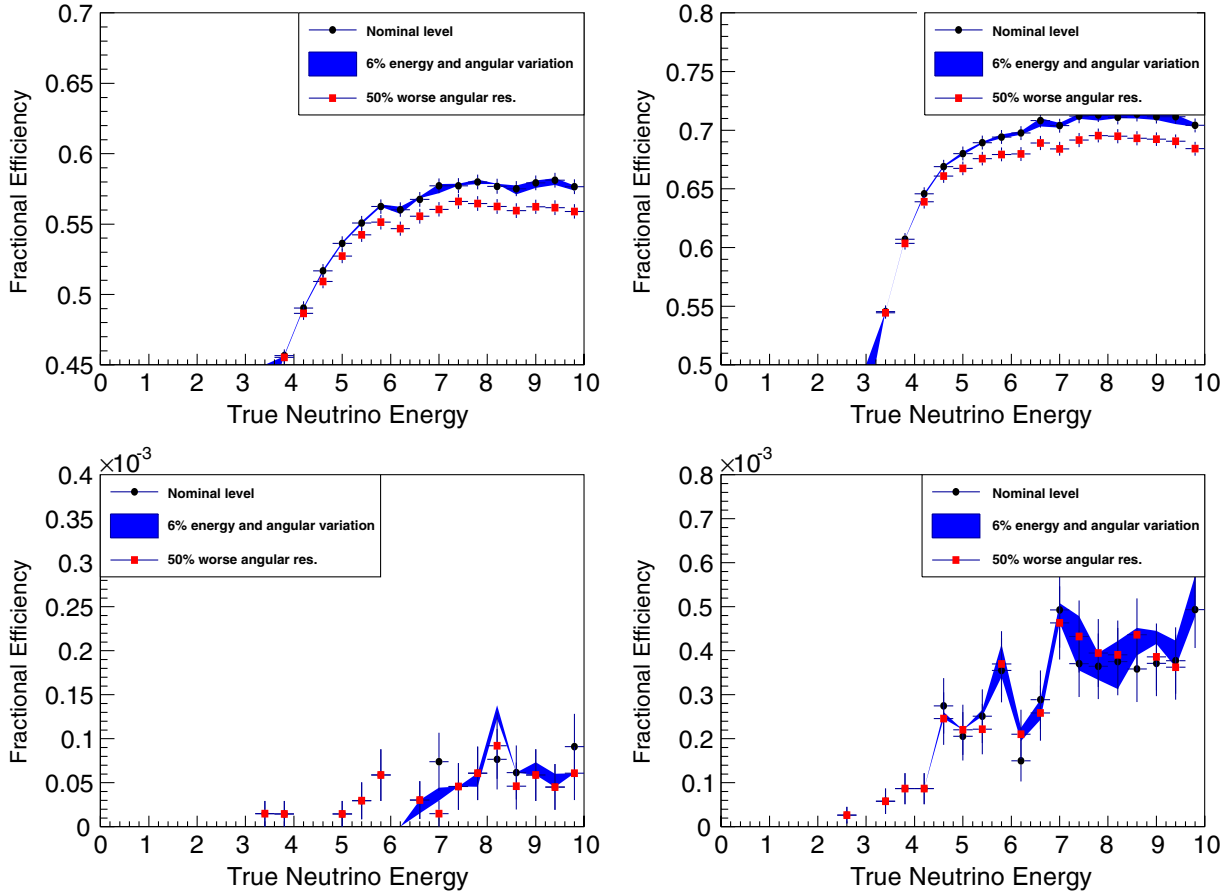 0.7
0.65
0.6
0.55
0.5
0.45
Fractional Efficiency
Nominal level
6% energy and angular variation
50% worse angular res.
0 1 2 3 4 5 6 7 8 9 10
True Neutrino Energy
0.8
0.75
0.7
0.65
0.6
0.55
0.5
Fractional Efficiency
Nominal level
6% energy and angular variation
50% worse angular res.
0 1 2 3 4 5 6 7 8 9 10
True Neutrino Energy
×10⁻³
0.4
0.35
0.3
0.25
0.2
0.15
0.1
0.05
0
Fractional Efficiency
Nominal level
6% energy and angular variation
50% worse angular res.
0 1 2 3 4 5 6 7 8 9 10
True Neutrino Energy
×10⁻³
0.8
0.7
0.6
0.5
0.4
0.3
0.2
0.1
0
Fractional Efficiency
Nominal level
6% energy and angular variation
50% worse angular res.
0 1 2 3 4 5 6 7 8 9 10
True Neutrino Energy